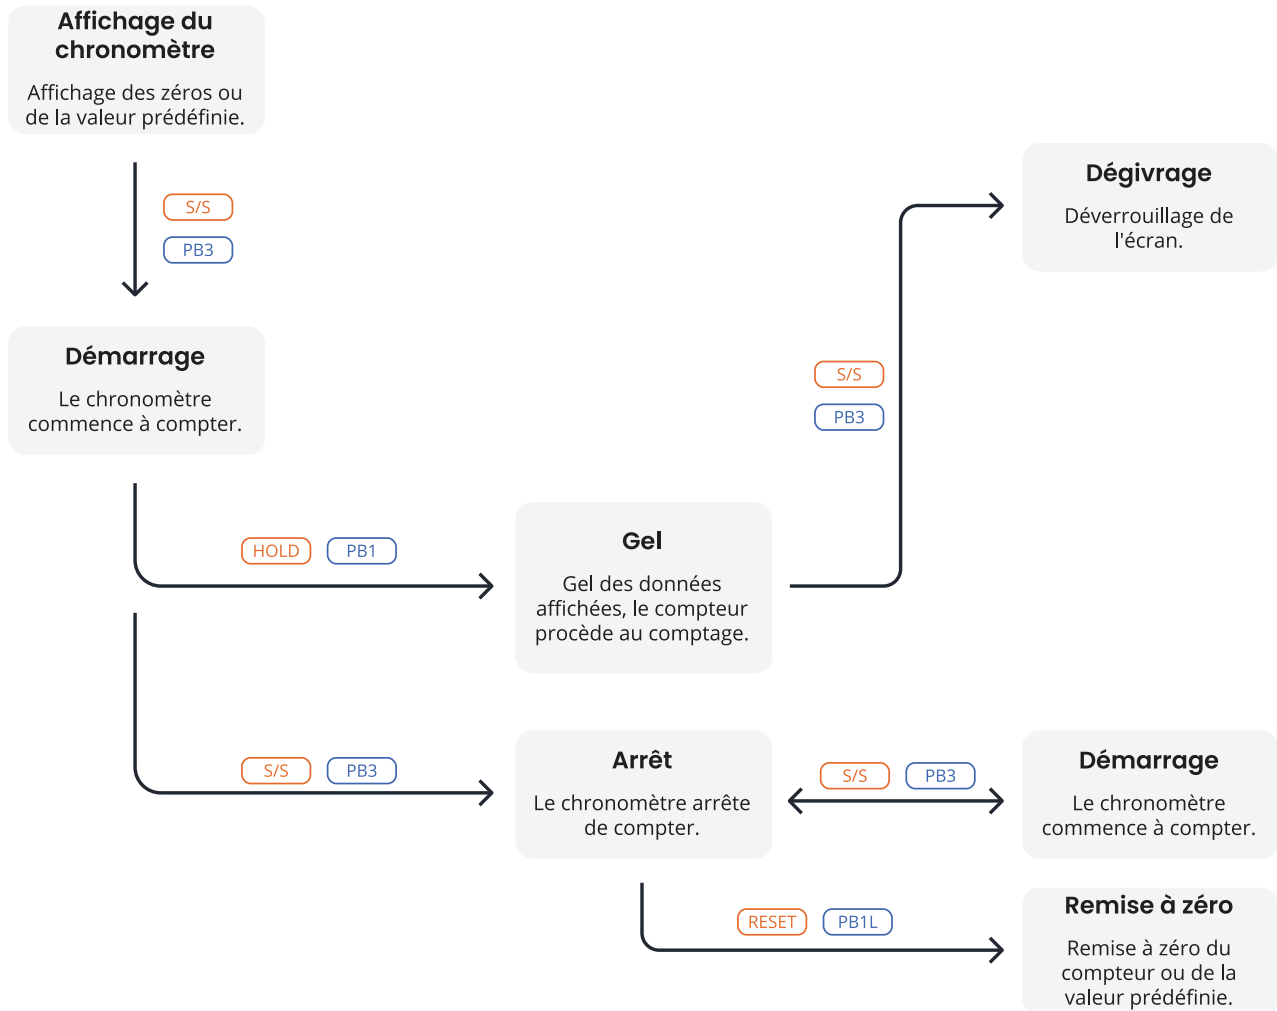 Affichage du
chronomètre
Affichage des zéros ou
de la valeur prédéfinie.
S/S
PB3
Démarrage
Le chronomètre
commence à compter.
HOLD PB1
Gel
Gel des données
affichées, le compteur
procède au comptage.
S/S
PB3
Dégivrage
Déverrouillage de
l'écran.
S/S PB3
Arrêt
Le chronomètre arrête
de compter.
S/S PB3
Démarrage
Le chronomètre
commence à compter.
RESET PB1L
Remise à zéro
Remise à zéro du
compteur ou de la
valeur prédéfinie.